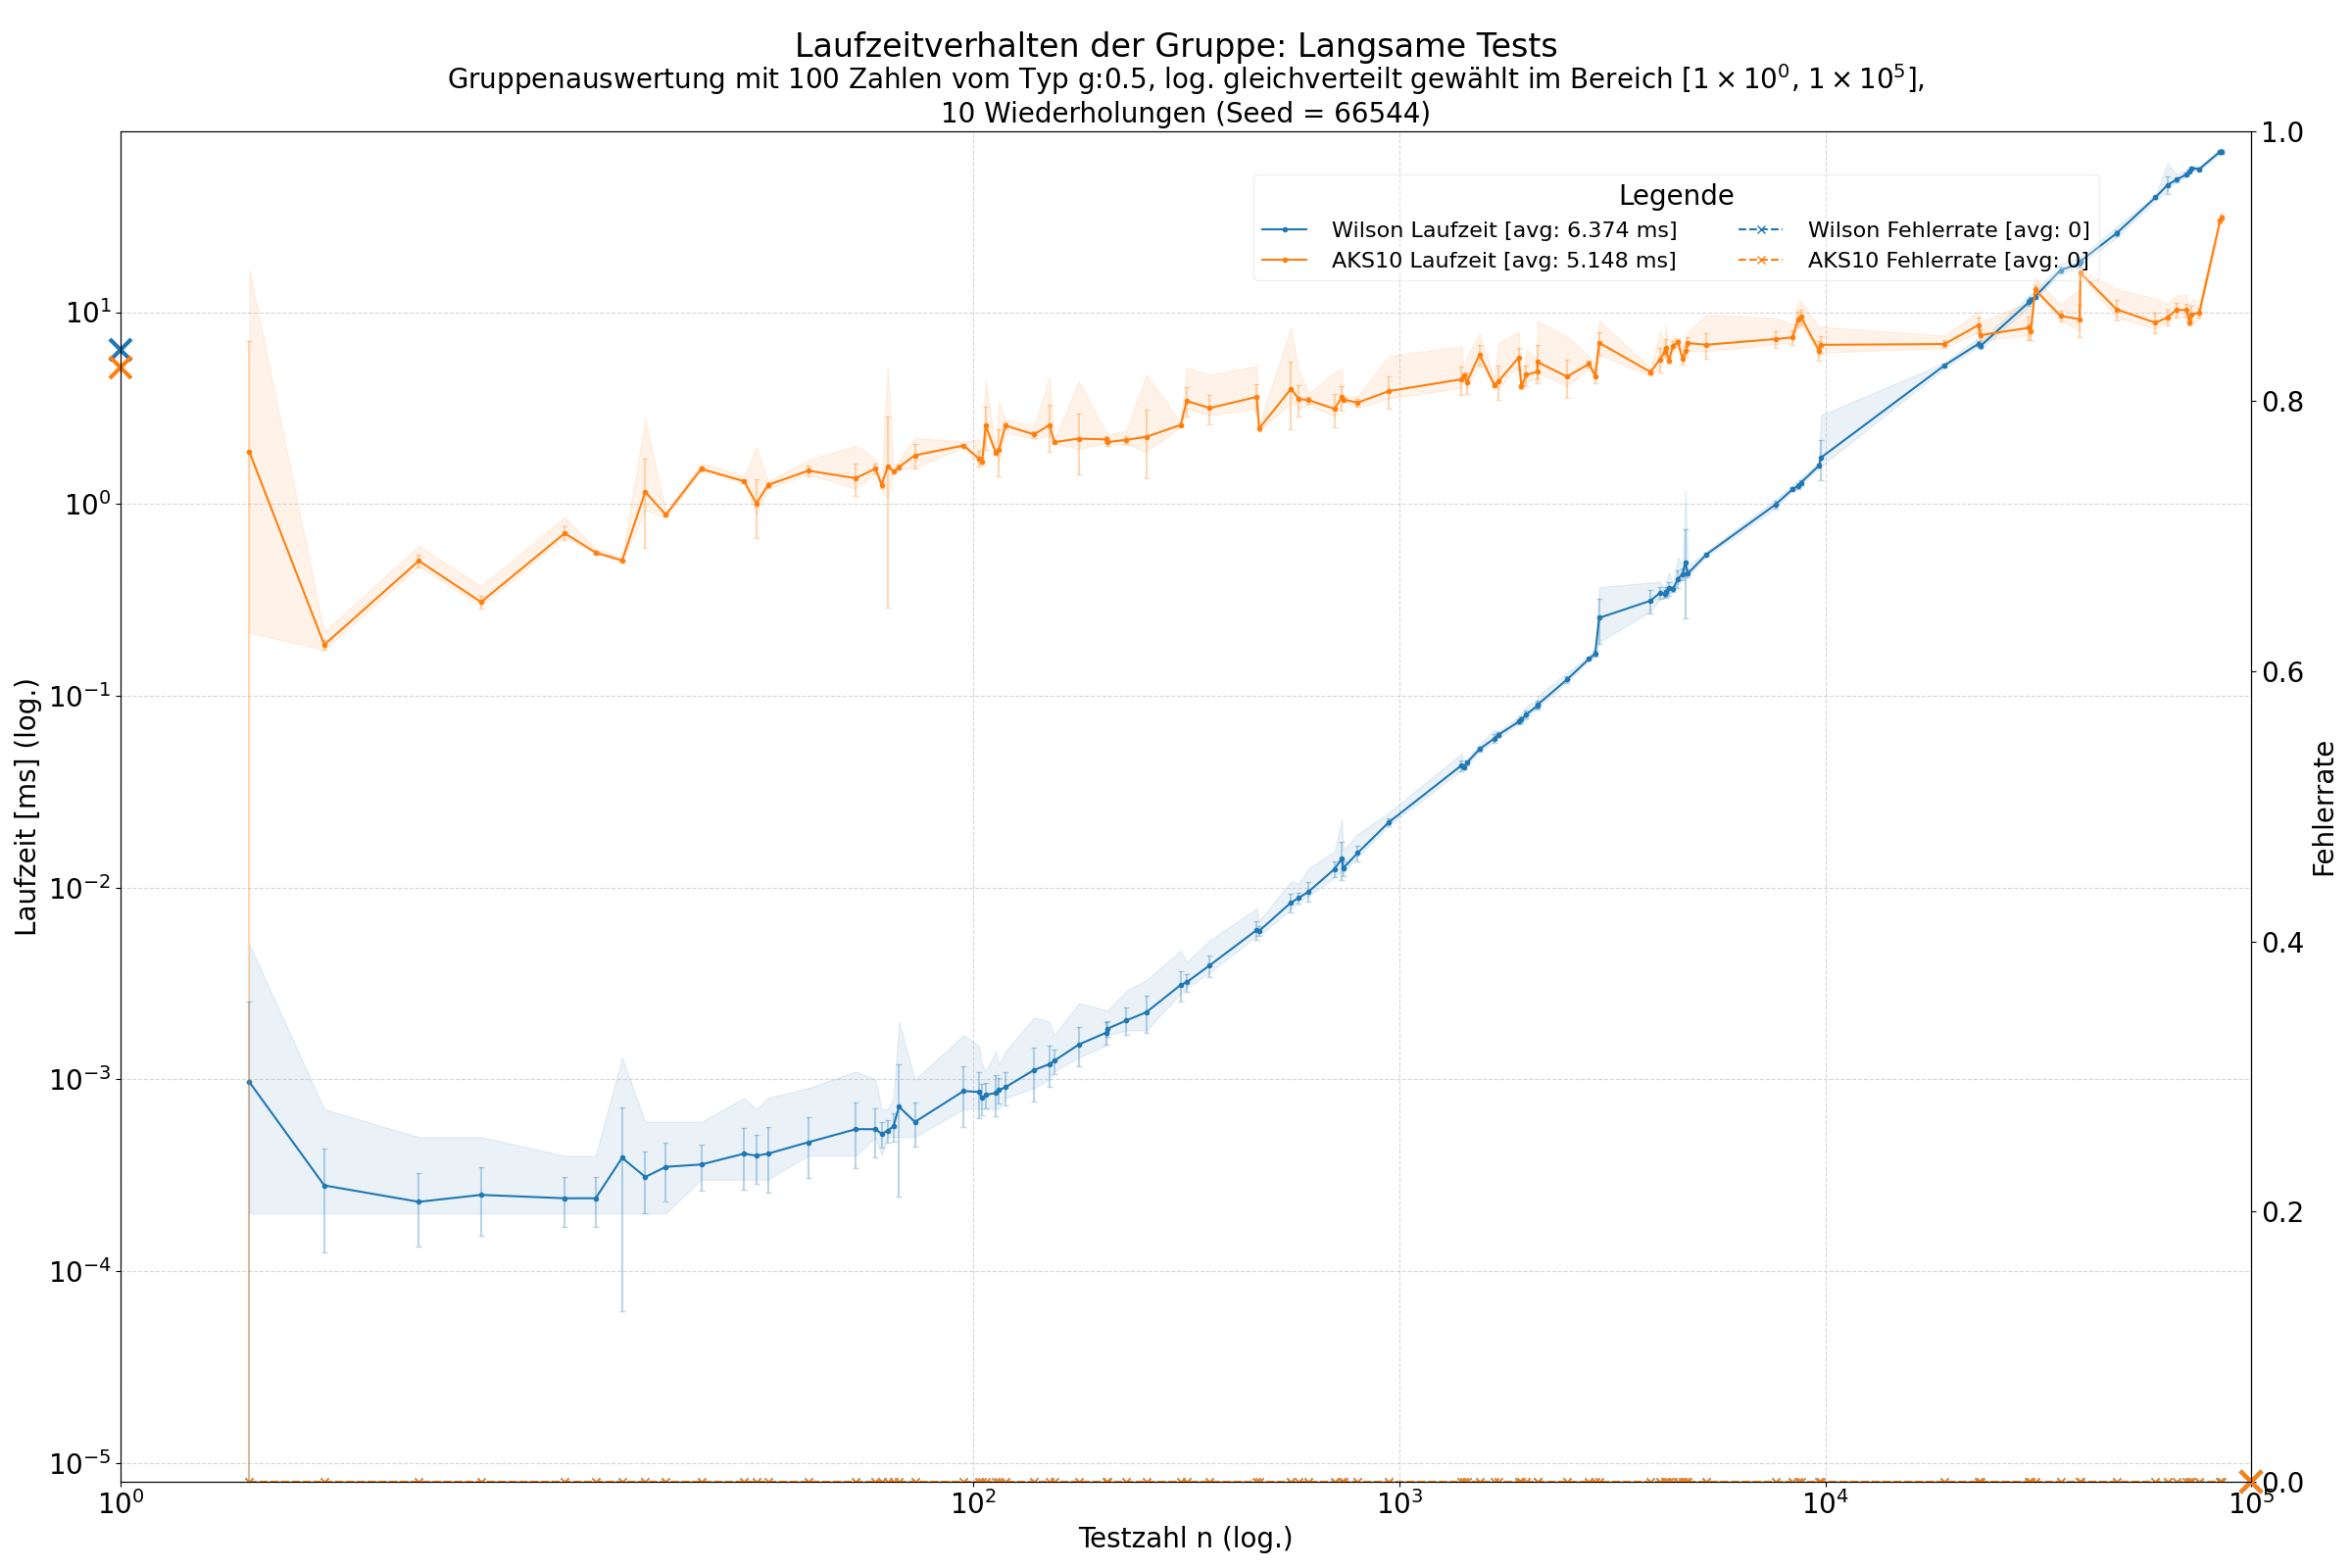 Laufzeitverhalten der Gruppe: Langsame Tests
Gruppenauswertung mit 100 Zahlen vom Typ g:0.5, log. gleichverteilt gewählt im Bereich [1 × 10⁰, 1 × 10⁵],
10 Wiederholungen (Seed = 66544)
Legende
Wilson Laufzeit [avg: 6.374 ms]
AKS10 Laufzeit [avg: 5.148 ms]
Wilson Fehlerrate [avg: 0]
AKS10 Fehlerrate [avg: 0]
Laufzeit [ms] (log.)
10¹
10⁰
10⁻¹
10⁻²
10⁻³
10⁻⁴
10⁻⁵
1.0
0.8
0.6
0.4
0.2
0.0
Fehlerrate
10⁰
10²
10³
10⁴
10⁵
Testzahl n (log.)